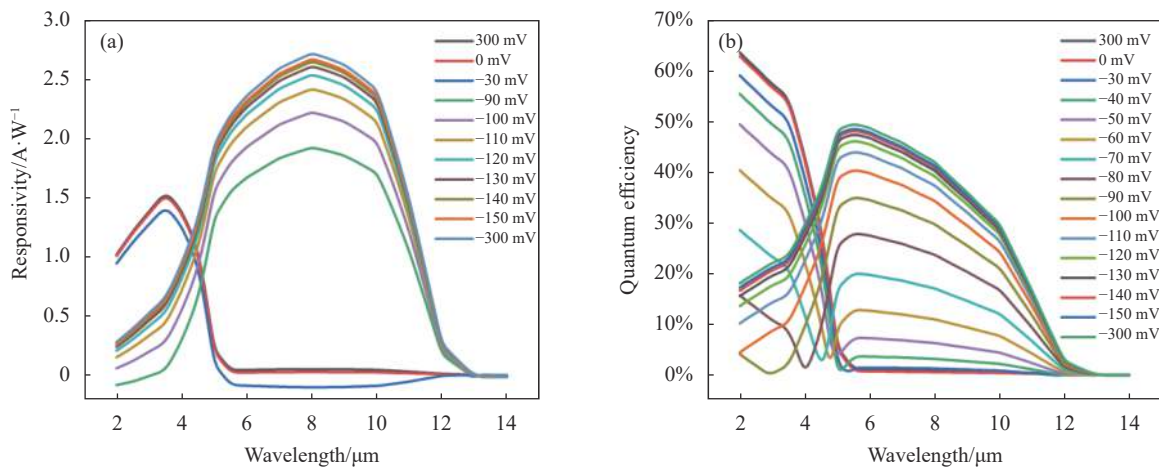 (a)
Responsivity/A·W⁻¹
3.0
2.5
2.0
1.5
1.0
0.5
0
2 4 6 8 10 12 14
Wavelength/μm
300 mV
0 mV
−30 mV
−90 mV
−100 mV
−110 mV
−120 mV
−130 mV
−140 mV
−150 mV
−300 mV
(b)
Quantum efficiency
70%
60%
50%
40%
30%
20%
10%
0%
2 4 6 8 10 12 14
Wavelength/μm
300 mV
0 mV
−30 mV
−40 mV
−50 mV
−60 mV
−70 mV
−80 mV
−90 mV
−100 mV
−110 mV
−120 mV
−130 mV
−140 mV
−150 mV
−300 mV